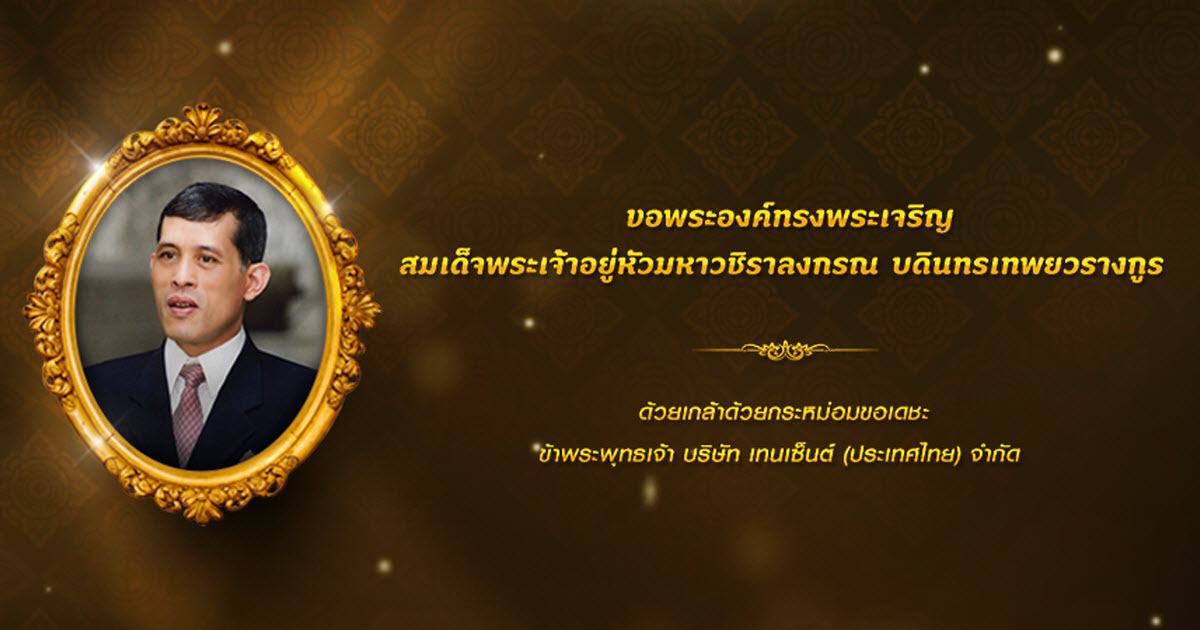 ขอพระองค์ทรงพระเจริญ
สมเด็จพระเจ้าอยู่หัวมหาวชิราลงกรณ บดินทรเทพยวรางกูร
ด้วยเกล้าด้วยกระหม่อมขอเดชะ
ข้าพระพุทธเจ้า บริษัท เทนเซ็นต์ (ประเทศไทย) จำกัด